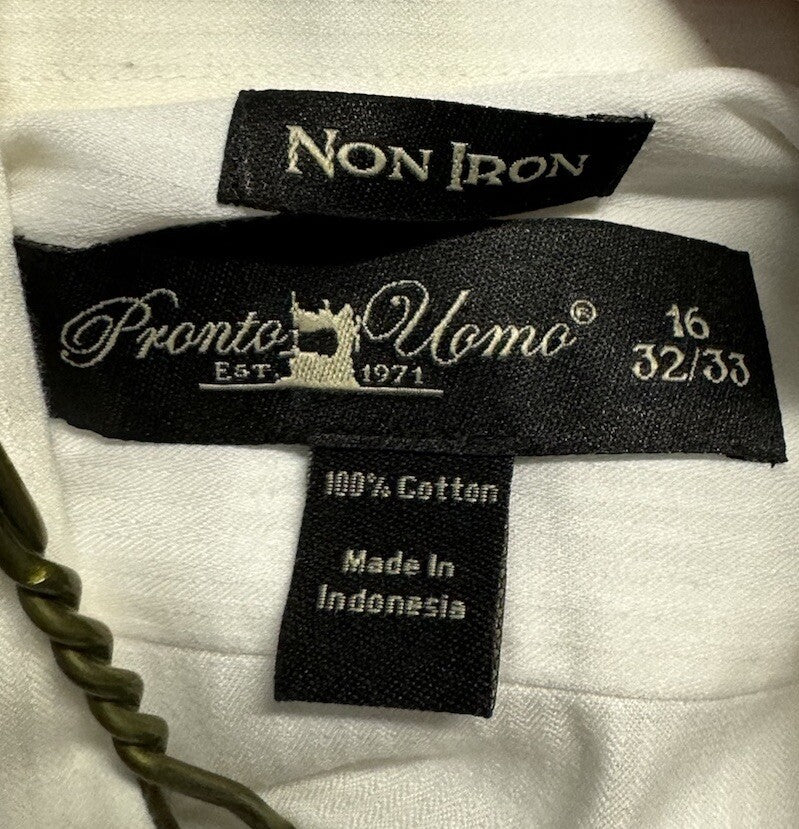 NON IRON
Pronto Uomo®
EST. 1971
16
32/33
100% Cotton
Made In
Indonesia